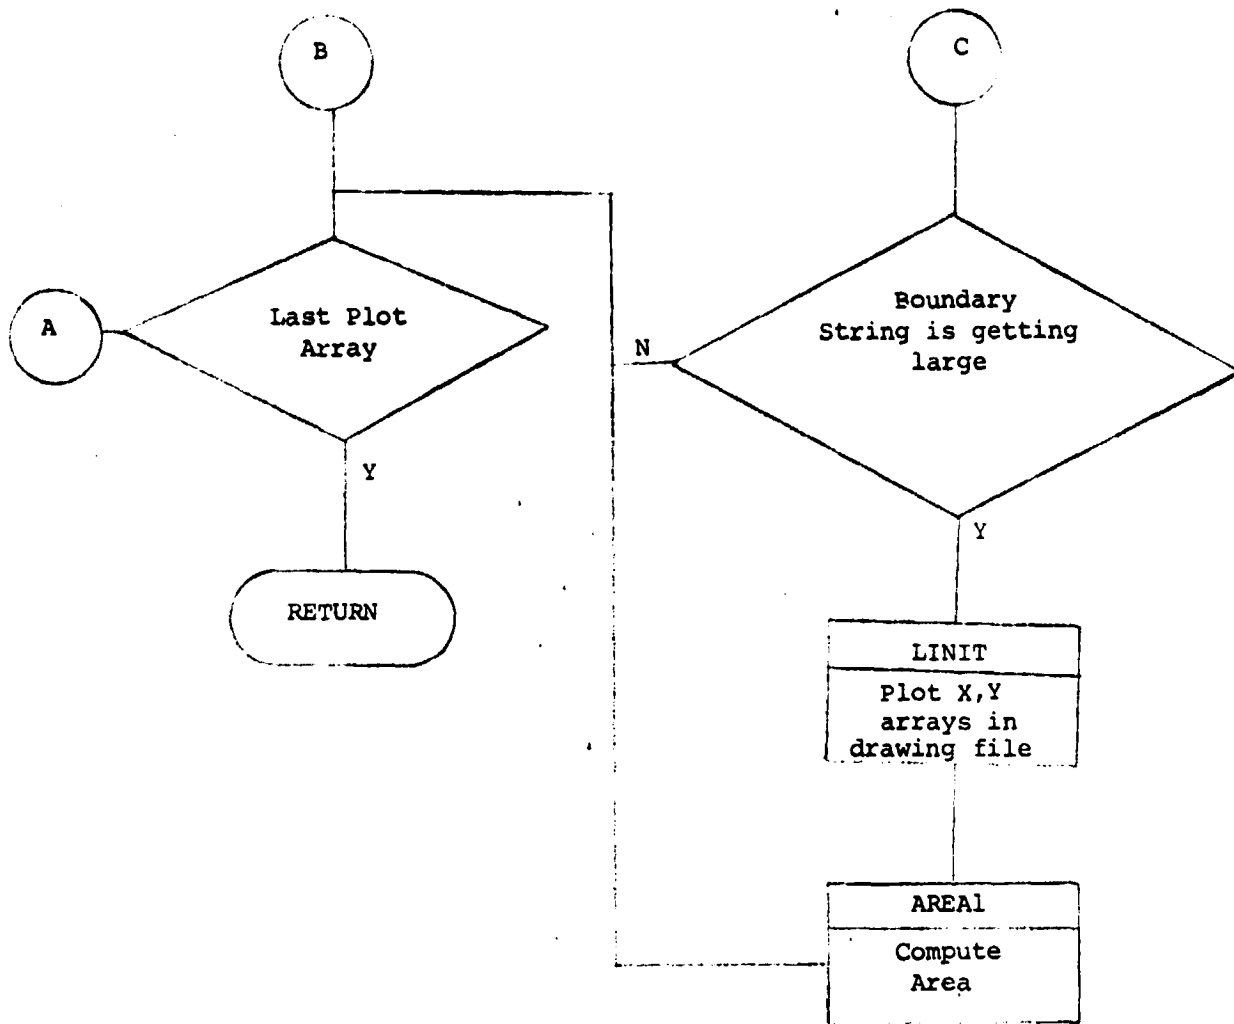 B
C
A
Last Plot
Array
Y
RETURN
N
Boundary
String is getting
large
Y
LINIT
Plot X,Y
arrays in
drawing file
AREA1
Compute
Area